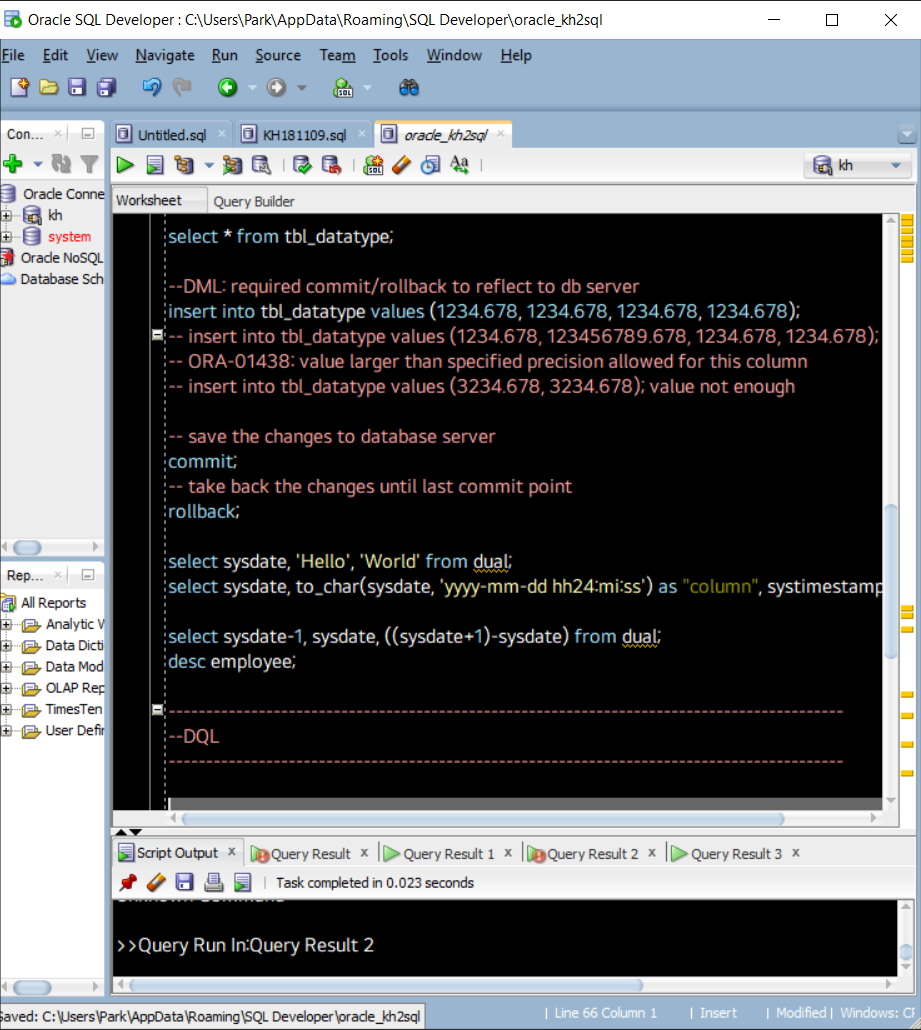 Oracle SQL Developer : C:\Users\Park\AppData\Roaming\SQL Developer\oracle_kh2sql
File Edit View Navigate Run Source Team Tools Window Help
Con...
Untitled.sql
KH181109.sql
oracle_kh2sql
kh
Oracle Conne
kh
system
Oracle NoSQL
Database Sch
Worksheet
Query Builder
select * from tbl_datatype;
--DML: required commit/rollback to reflect to db server
insert into tbl_datatype values (1234.678, 1234.678, 1234.678, 1234.678);
-- insert into tbl_datatype values (1234.678, 123456789.678, 1234.678, 1234.678);
-- ORA-01438: value larger than specified precision allowed for this column
-- insert into tbl_datatype values (3234.678, 3234.678); value not enough
-- save the changes to database server
commit;
-- take back the changes until last commit point
rollback;
select sysdate, 'Hello', 'World' from dual;
select sysdate, to_char(sysdate, 'yyyy-mm-dd hh24:mi:ss') as "column", systimestamp
select sysdate-1, sysdate, ((sysdate+1)-sysdate) from dual;
desc employee;
------------------------------------------------------------------------------------------
--DQL
------------------------------------------------------------------------------------------
Rep...
All Reports
Analytic V
Data Dicti
Data Mod
OLAP Rep
TimesTen
User Defin
Script Output
Query Result
Query Result 1
Query Result 2
Query Result 3
Task completed in 0.023 seconds
Unknown Command
>>Query Run In:Query Result 2
Saved: C:\Users\Park\AppData\Roaming\SQL Developer\oracle_kh2sql
| Line 66 Column 1
| Insert
| Modified
| Windows: CF